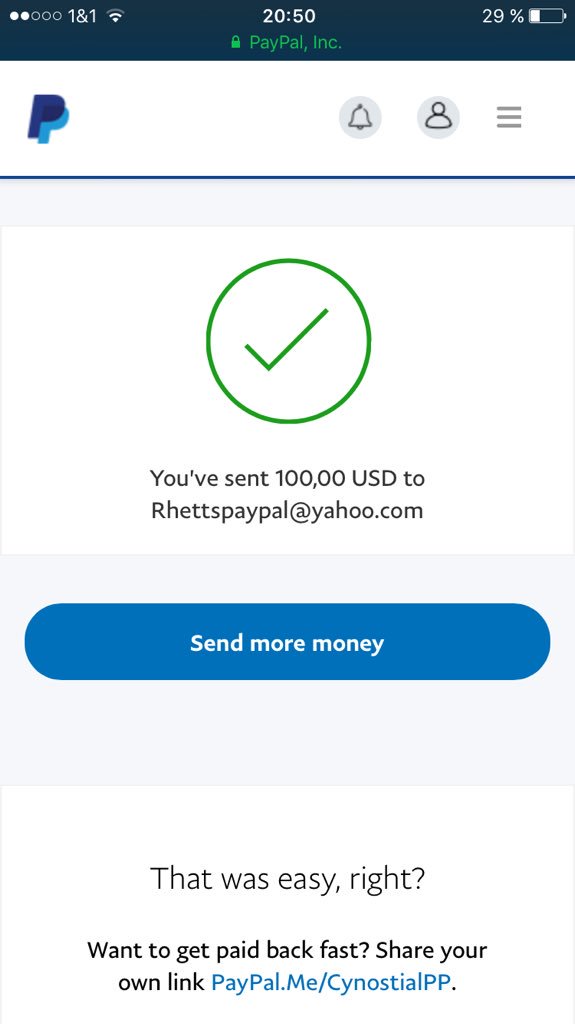 1&1 20:50 29 %
PayPal, Inc.
You've sent 100,00 USD to
Rhettspaypal@yahoo.com
Send more money
That was easy, right?
Want to get paid back fast? Share your
own link PayPal.Me/CynostialPP.